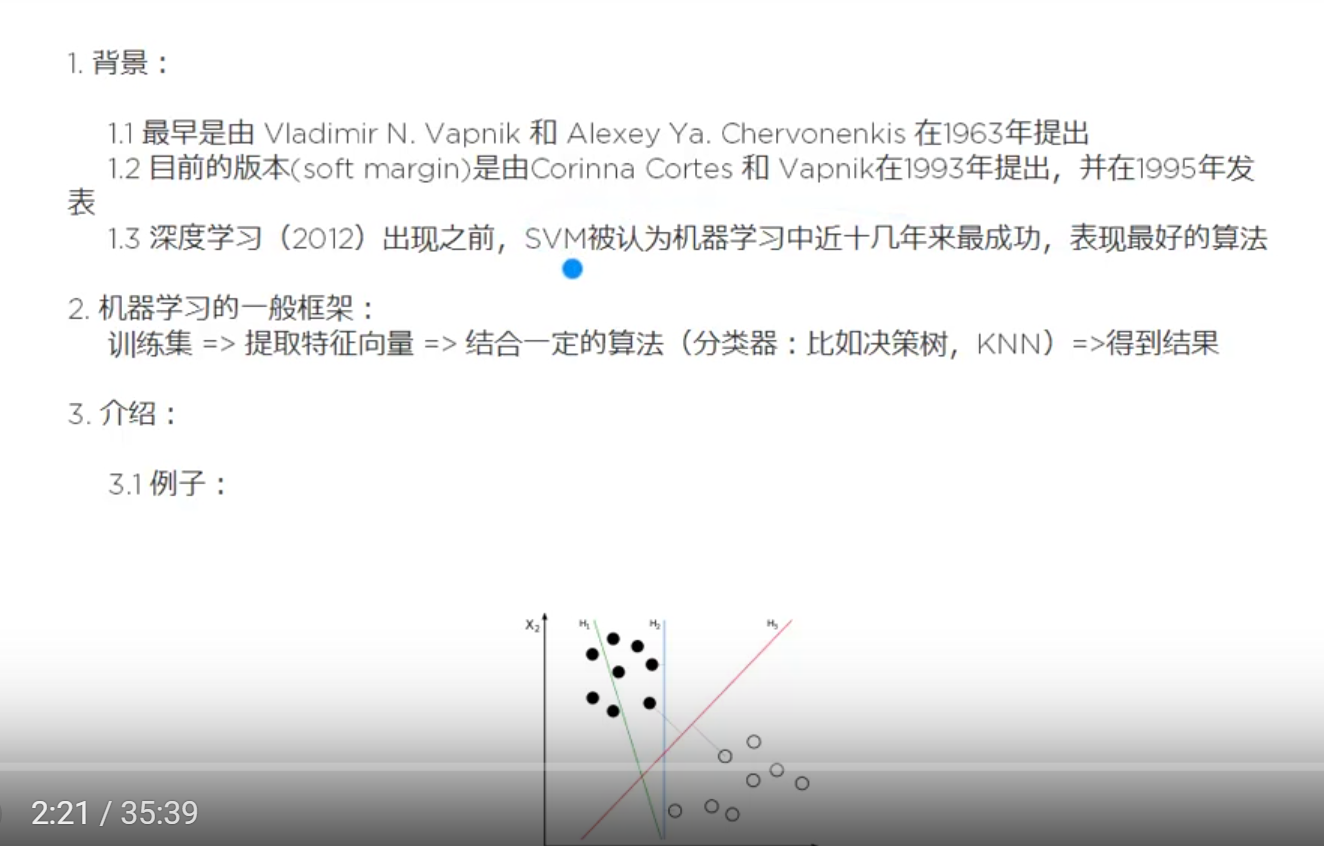 1. 背景：
1.1 最早是由 Vladimir N. Vapnik 和 Alexey Ya. Chervonenkis 在1963年提出
1.2 目前的版本(soft margin)是由Corinna Cortes 和 Vapnik在1993年提出，并在1995年发
表
1.3 深度学习（2012）出现之前，SVM被认为机器学习中近十几年来最成功，表现最好的算法
2. 机器学习的一般框架：
训练集 => 提取特征向量 => 结合一定的算法（分类器：比如决策树，KNN）=>得到结果
3. 介绍：
3.1 例子：
X₂ H₁ H₂ H₃
2:21 / 35:39